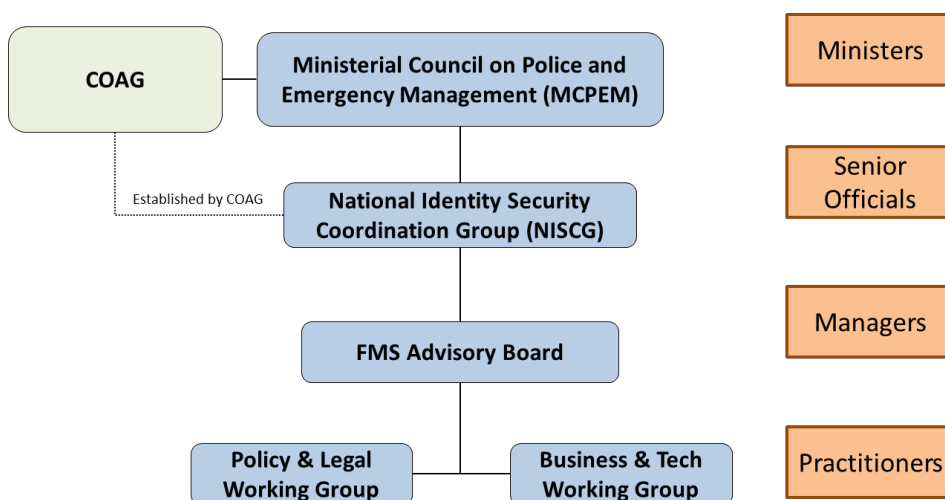 COAG
Ministerial Council on Police and
Emergency Management (MCPEM)
Ministers
Established by COAG
National Identity Security
Coordination Group (NISCG)
Senior
Officials
FMS Advisory Board
Managers
Policy & Legal
Working Group
Business & Tech
Working Group
Practitioners